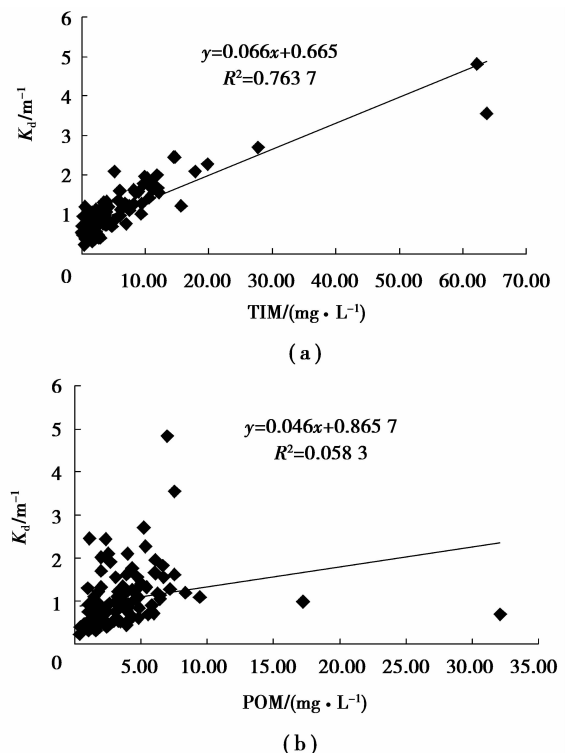 6
y=0.066x+0.665
R²=0.763 7
5
4
3
2
1
0
K_d/m⁻¹
10.00 20.00 30.00 40.00 50.00 60.00 70.00
TIM/(mg·L⁻¹)
(a)
6
y=0.046x+0.865 7
R²=0.058 3
5
4
3
2
1
0
K_d/m⁻¹
5.00 10.00 15.00 20.00 25.00 30.00 35.00
POM/(mg·L⁻¹)
(b)